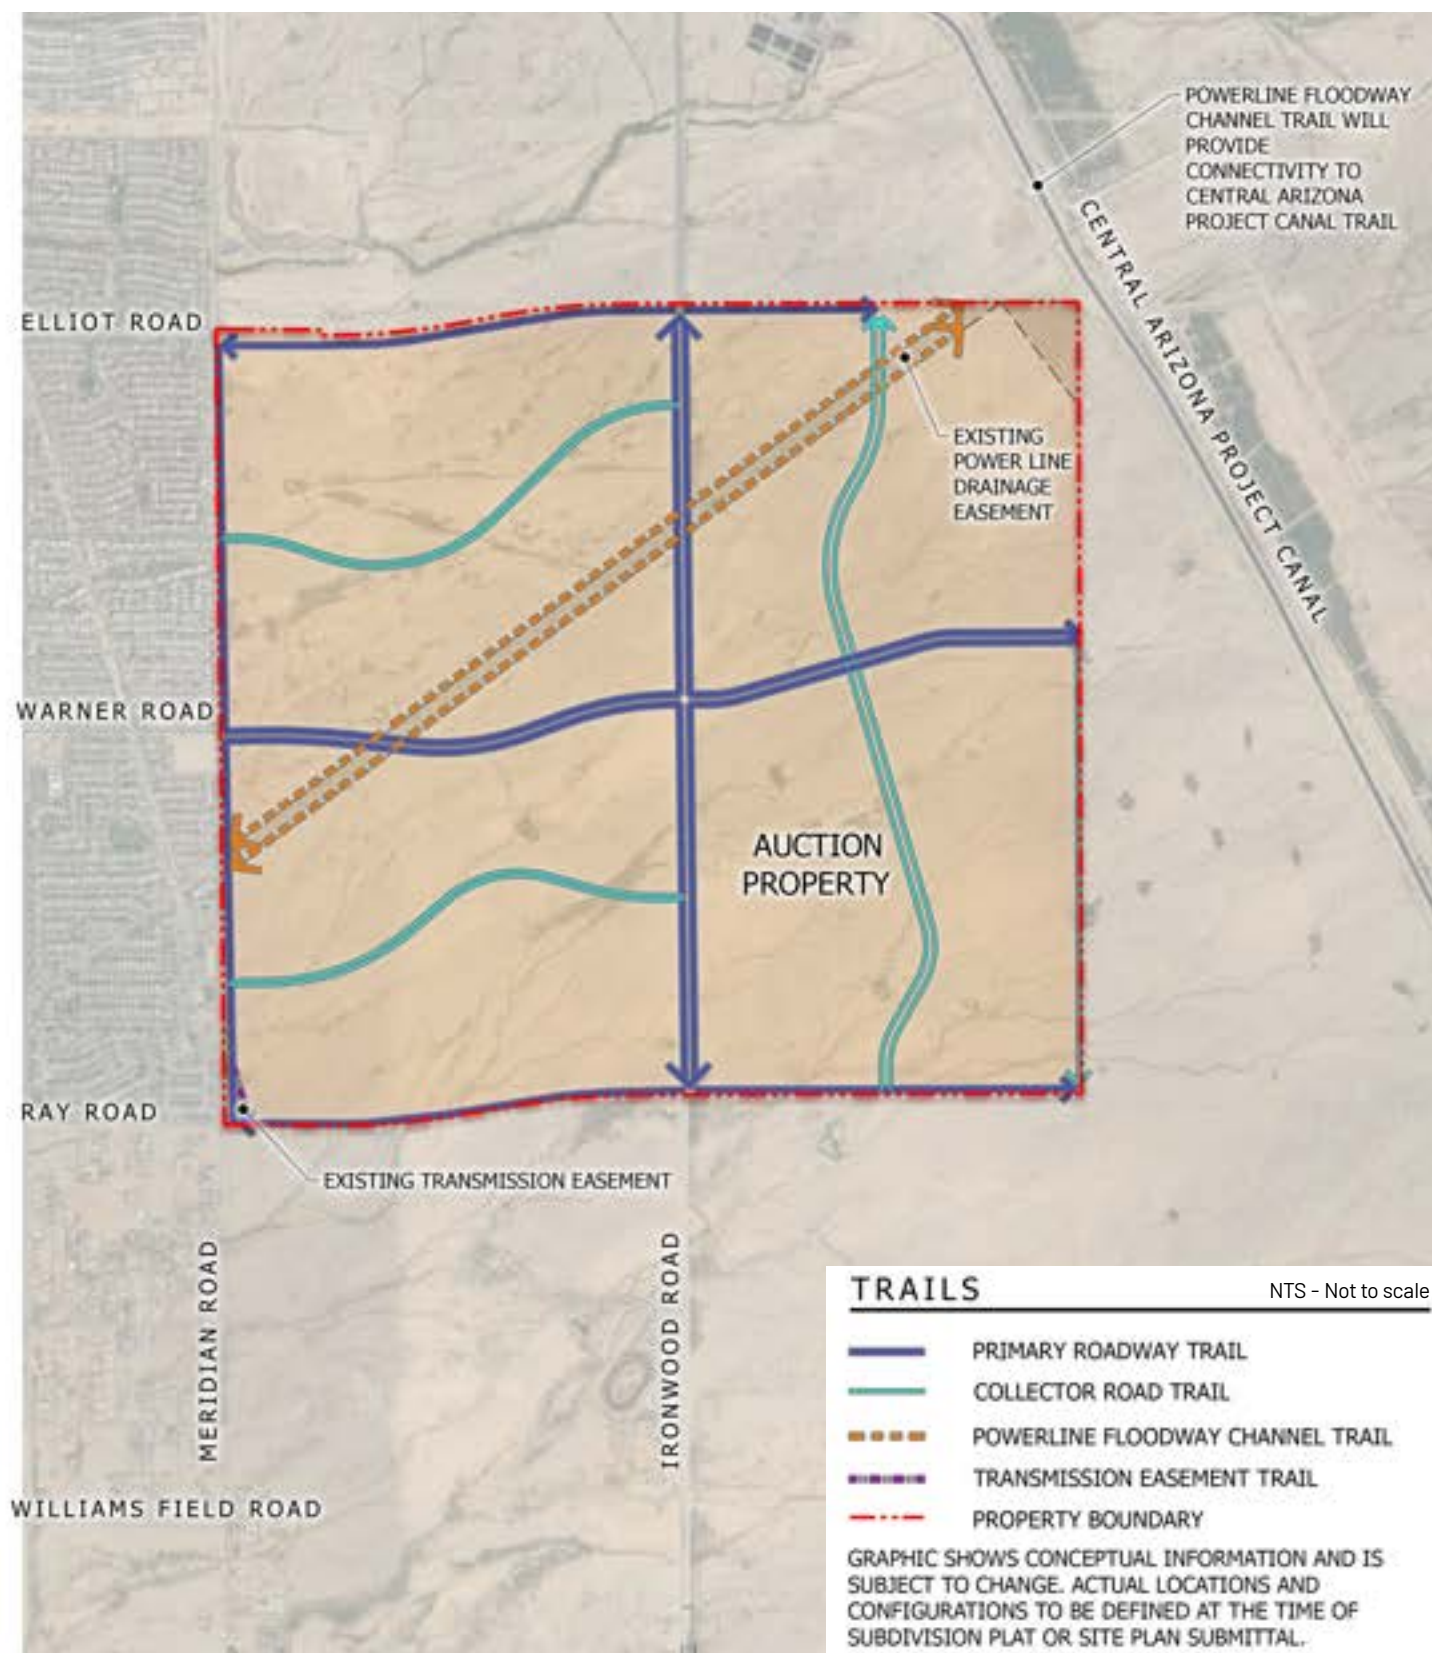 POWERLINE FLOODWAY
CHANNEL TRAIL WILL
PROVIDE
CONNECTIVITY TO
CENTRAL ARIZONA
PROJECT CANAL TRAIL
CENTRAL ARIZONA PROJECT CANAL
ELLIOT ROAD
EXISTING
POWER LINE
DRAINAGE
EASEMENT
WARNER ROAD
AUCTION
PROPERTY
RAY ROAD
EXISTING TRANSMISSION EASEMENT
MERIDIAN ROAD
IRONWOOD ROAD
WILLIAMS FIELD ROAD
TRAILS
NTS - Not to scale
PRIMARY ROADWAY TRAIL
COLLECTOR ROAD TRAIL
POWERLINE FLOODWAY CHANNEL TRAIL
TRANSMISSION EASEMENT TRAIL
PROPERTY BOUNDARY
GRAPHIC SHOWS CONCEPTUAL INFORMATION AND IS
SUBJECT TO CHANGE. ACTUAL LOCATIONS AND
CONFIGURATIONS TO BE DEFINED AT THE TIME OF
SUBDIVISION PLAT OR SITE PLAN SUBMITTAL.